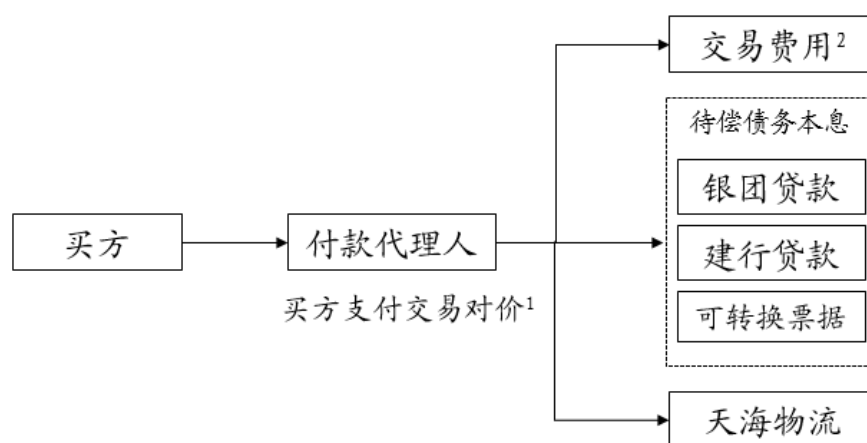 交易费用2
待偿债务本息
银团贷款
买方
付款代理人
建行贷款
买方支付交易对价1
可转换票据
天海物流